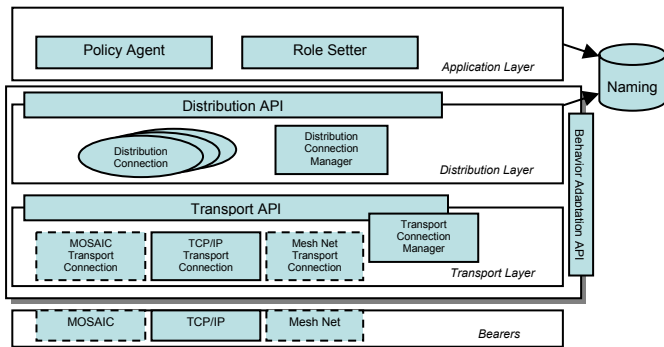 Policy Agent
Role Setter
Application Layer
Naming
Distribution API
Distribution
Connection
Distribution
Connection
Manager
Distribution Layer
Behavior Adaptation API
Transport API
MOSAIC
Transport
Connection
TCP/IP
Transport
Connection
Mesh Net
Transport
Connection
Transport
Connection
Manager
Transport Layer
MOSAIC
TCP/IP
Mesh Net
Bearers